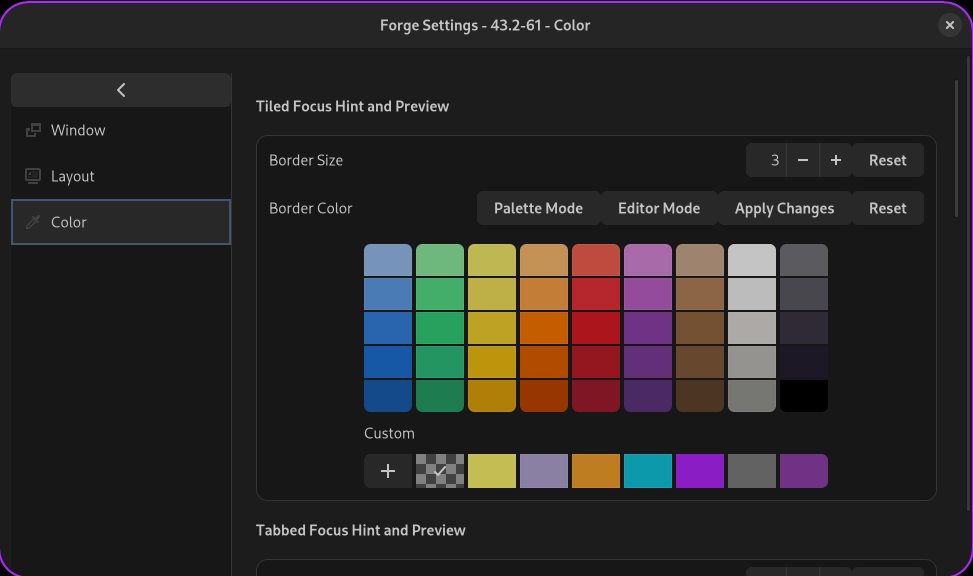 Forge Settings - 43.2-61 - Color
Window
Layout
Color
Tiled Focus Hint and Preview
Border Size
3
Reset
Border Color
Palette Mode
Editor Mode
Apply Changes
Reset
Custom
Tabbed Focus Hint and Preview